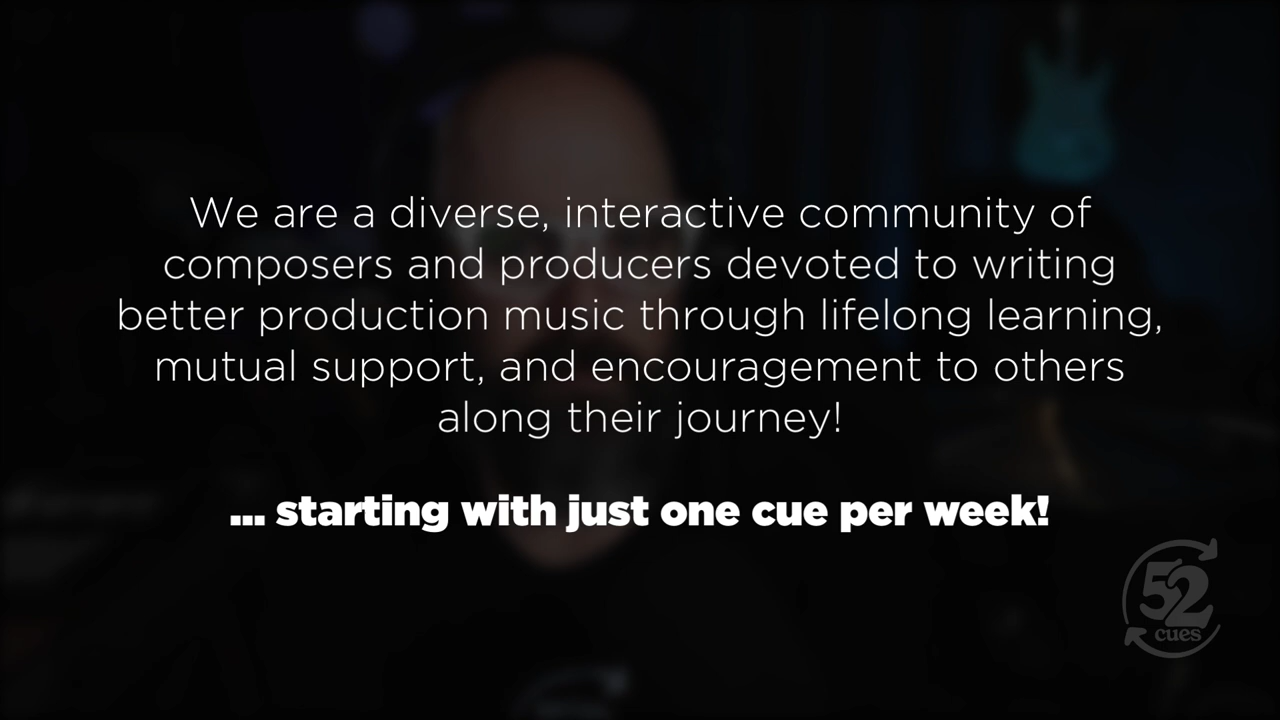 We are a diverse, interactive community of
composers and producers devoted to writing
better production music through lifelong learning,
mutual support, and encouragement to others
along their journey!
... starting with just one cue per week!
52
cues